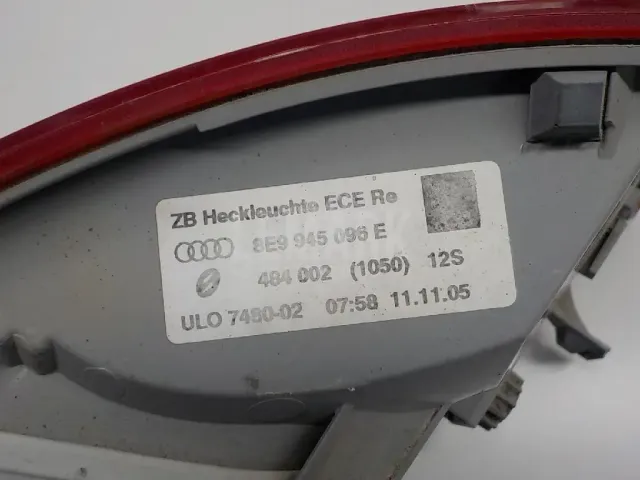 ZB Heckleuchte ECE Re
8E9 945 096 E
484 002 (1050) 12S
ULO 7480-02 07:58 11.11.05